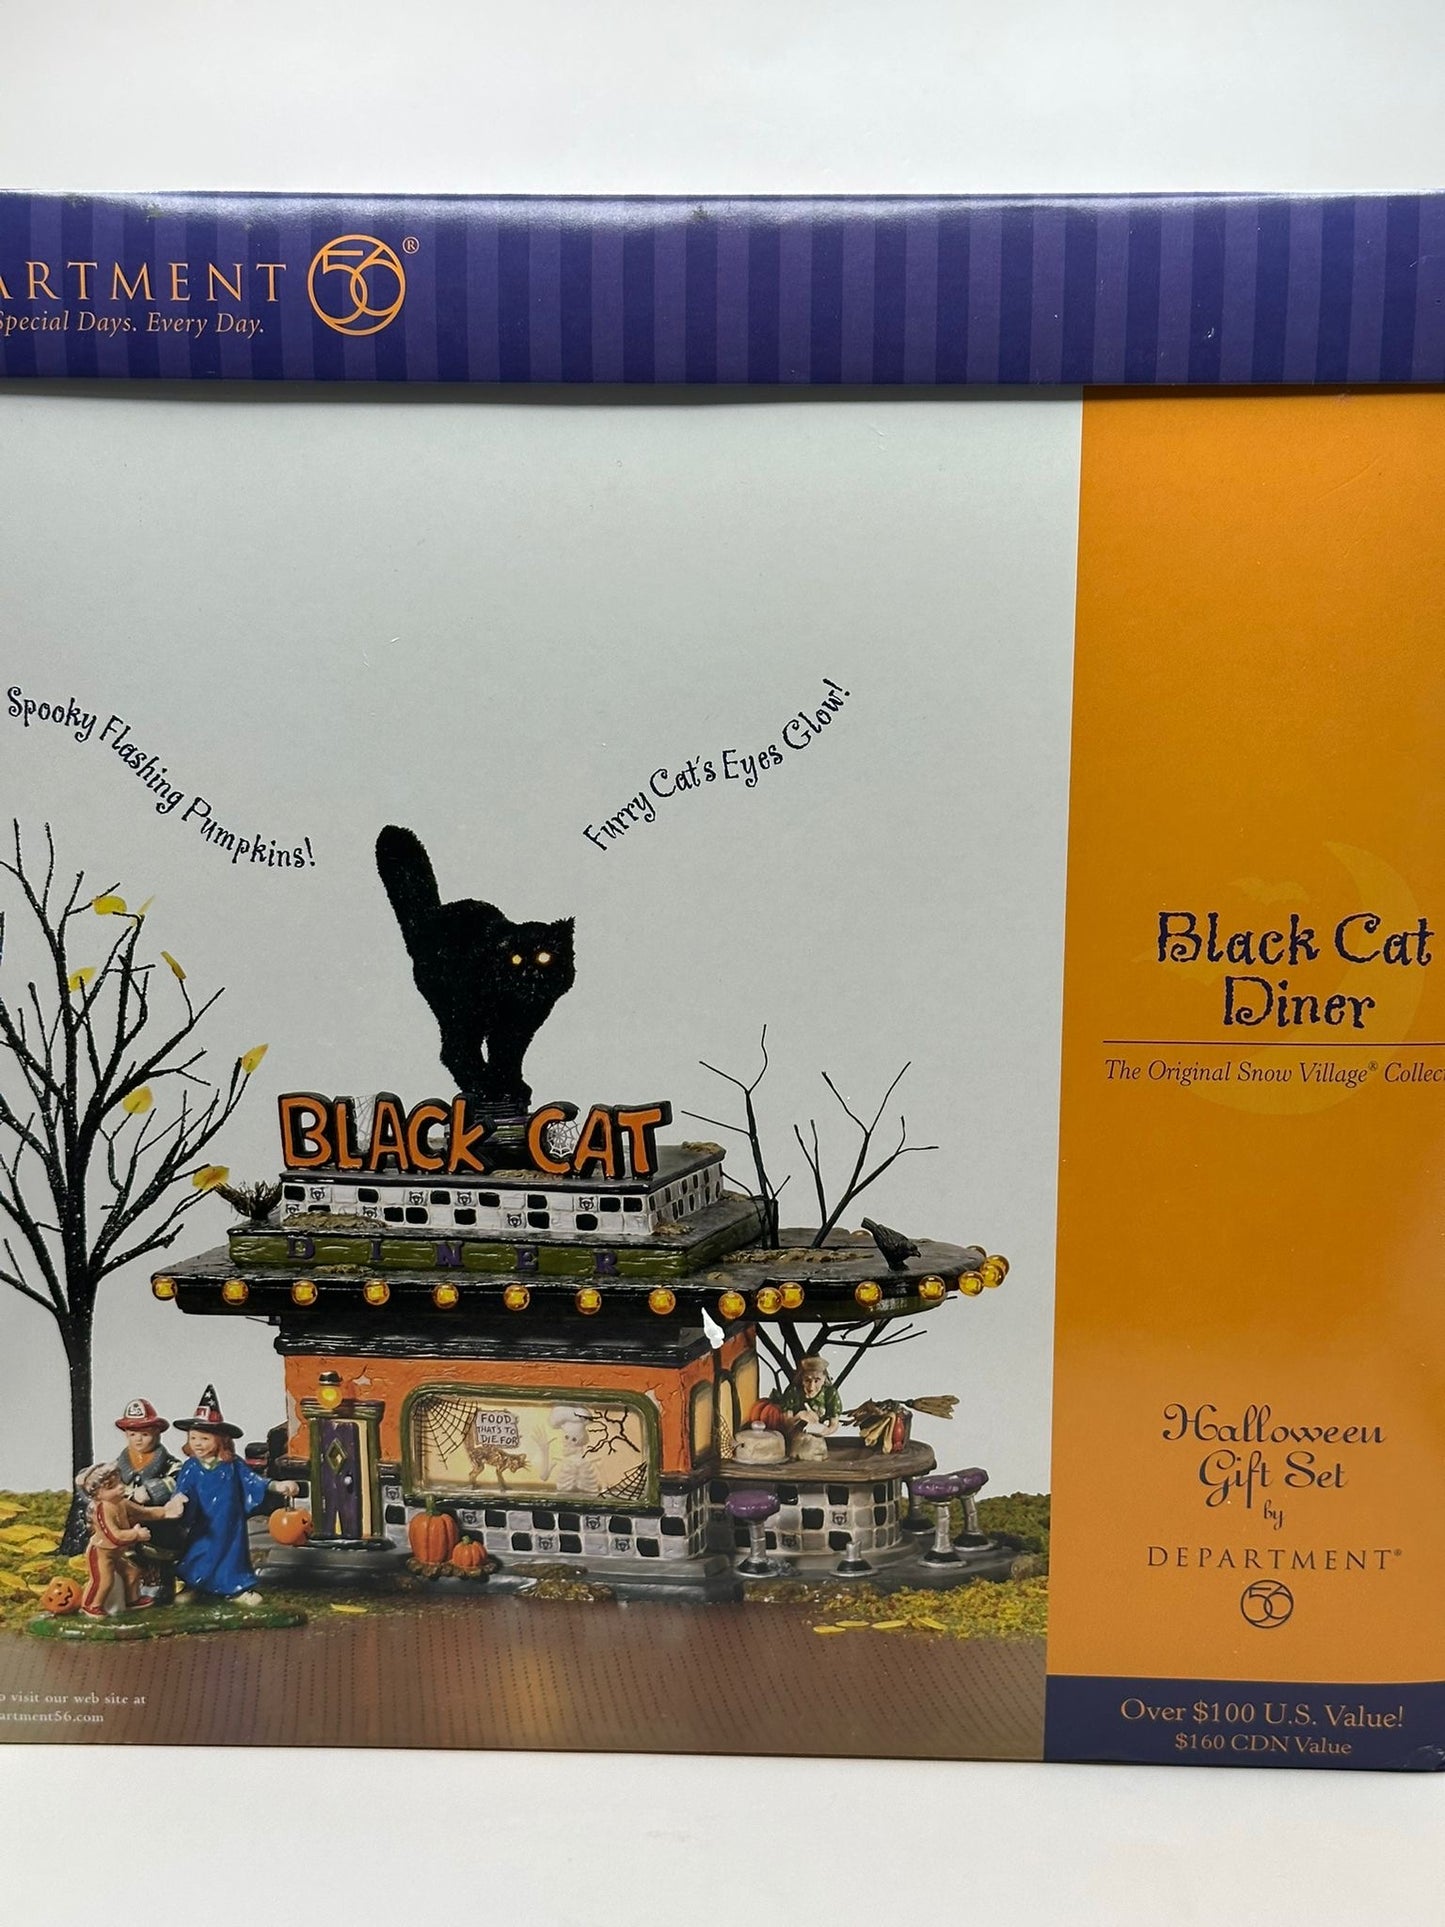 ARTMENT 56®
Special Days. Every Day.
Spooky Flashing Pumpkins!
Furry Cat's Eyes Glow!
BLACK CAT
DINER
FOOD
THAT'S TO
DIE FOR
Black Cat
Diner
The Original Snow Village® Collec
Halloween
Gift Set
by
DEPARTMENT®
56
o visit our web site at
artment56.com
Over $100 U.S. Value!
$160 CDN Value